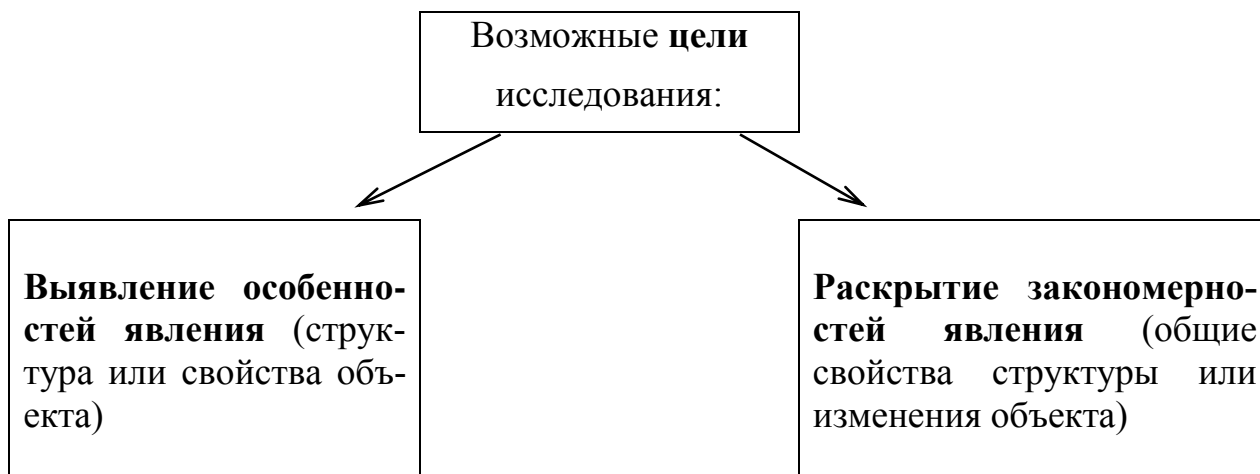 Возможные цели
исследования:
Выявление особенно-
стей явления (струк-
тура или свойства объ-
екта)
Раскрытие закономерно-
стей явления (общие
свойства структуры или
изменения объекта)